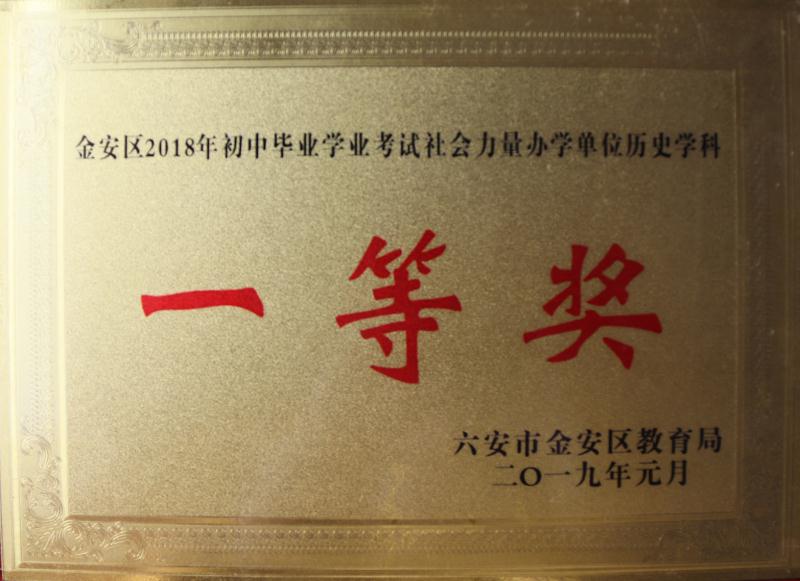 金安区2018年初中毕业学业考试社会力量办学单位历史学科
一等奖
六安市金安区教育局
二〇一九年元月